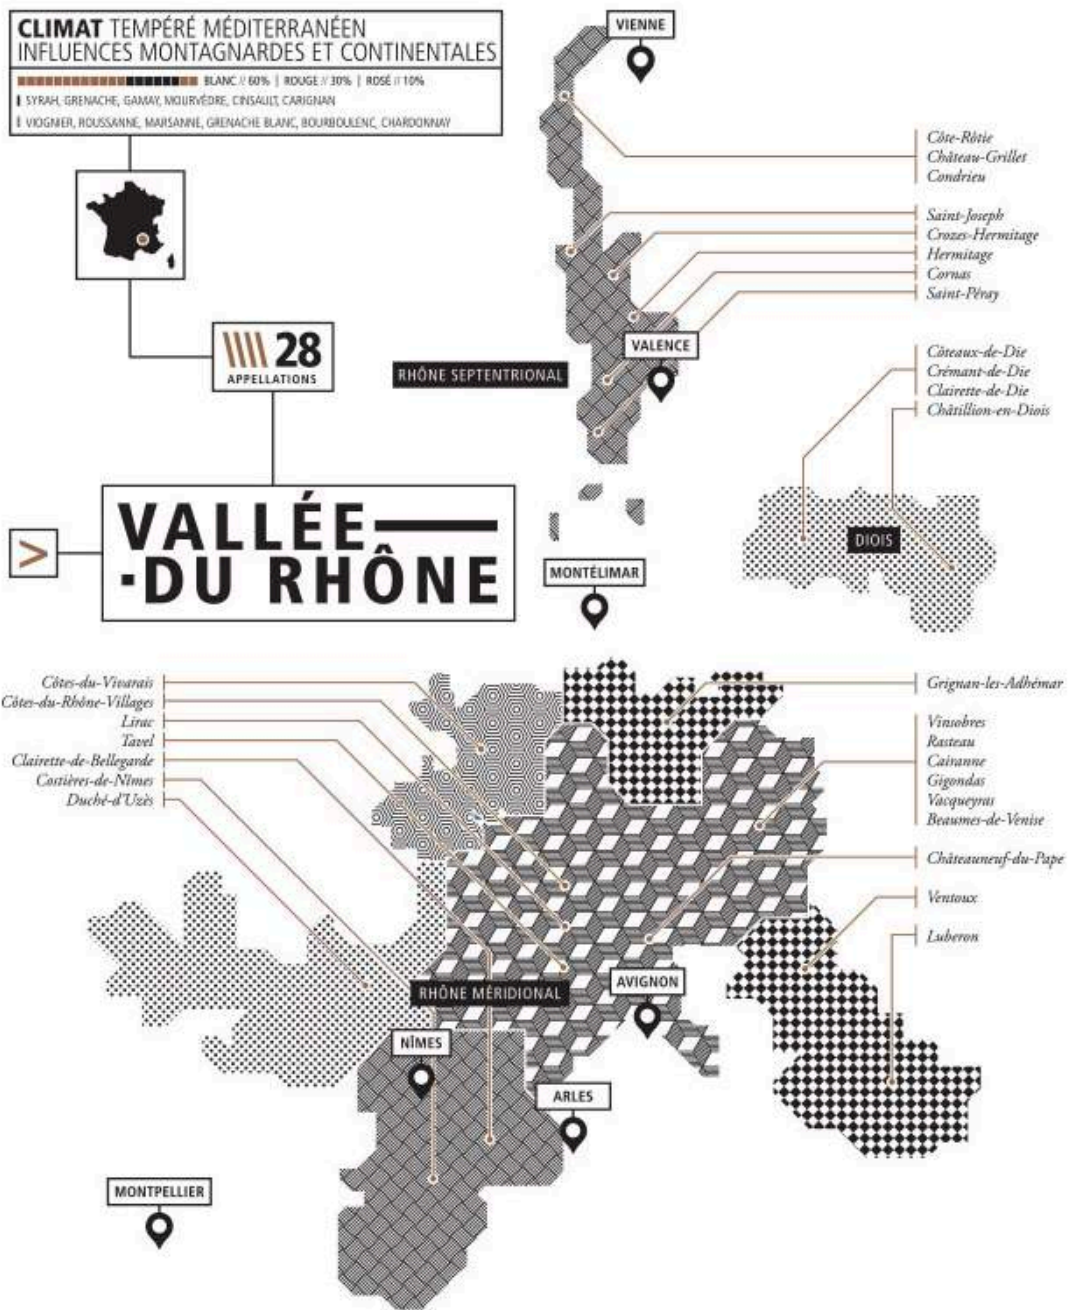 CLIMAT TEMPÉRÉ MÉDITERRANÉEN
INFLUENCES MONTAGNARDES ET CONTINENTALES
BLANC // 60% | ROUGE // 30% | ROSÉ // 10%
SYRAH, GRENACHE, GAMAY, MOURVÈDRE, CINSAULT, CARIGNAN
VIOGNIER, ROUSSANNE, MARSANNE, GRENACHE BLANC, BOURBOULENC, CHARDONNAY
28
APPELLATIONS
>
VALLÉE
DU RHÔNE
VIENNE
Côte-Rôtie
Château-Grillet
Condrieu
Saint-Joseph
Crozes-Hermitage
Hermitage
Cornas
Saint-Péray
VALENCE
RHÔNE SEPTENTRIONAL
Côteaux-de-Die
Crémant-de-Die
Clairette-de-Die
Châtillion-en-Diois
DIOIS
MONTÉLIMAR
Côtes-du-Vivarais
Côtes-du-Rhône-Villages
Lirac
Tavel
Clairette-de-Bellegarde
Costières-de-Nîmes
Duché-d'Uzès
Grignan-les-Adhémar
Vinsobres
Rasteau
Cairanne
Gigondas
Vacqueyras
Beaumes-de-Venise
Châteauneuf-du-Pape
Ventoux
Luberon
RHÔNE MÉRIDIONAL
AVIGNON
NÎMES
ARLES
MONTPELLIER